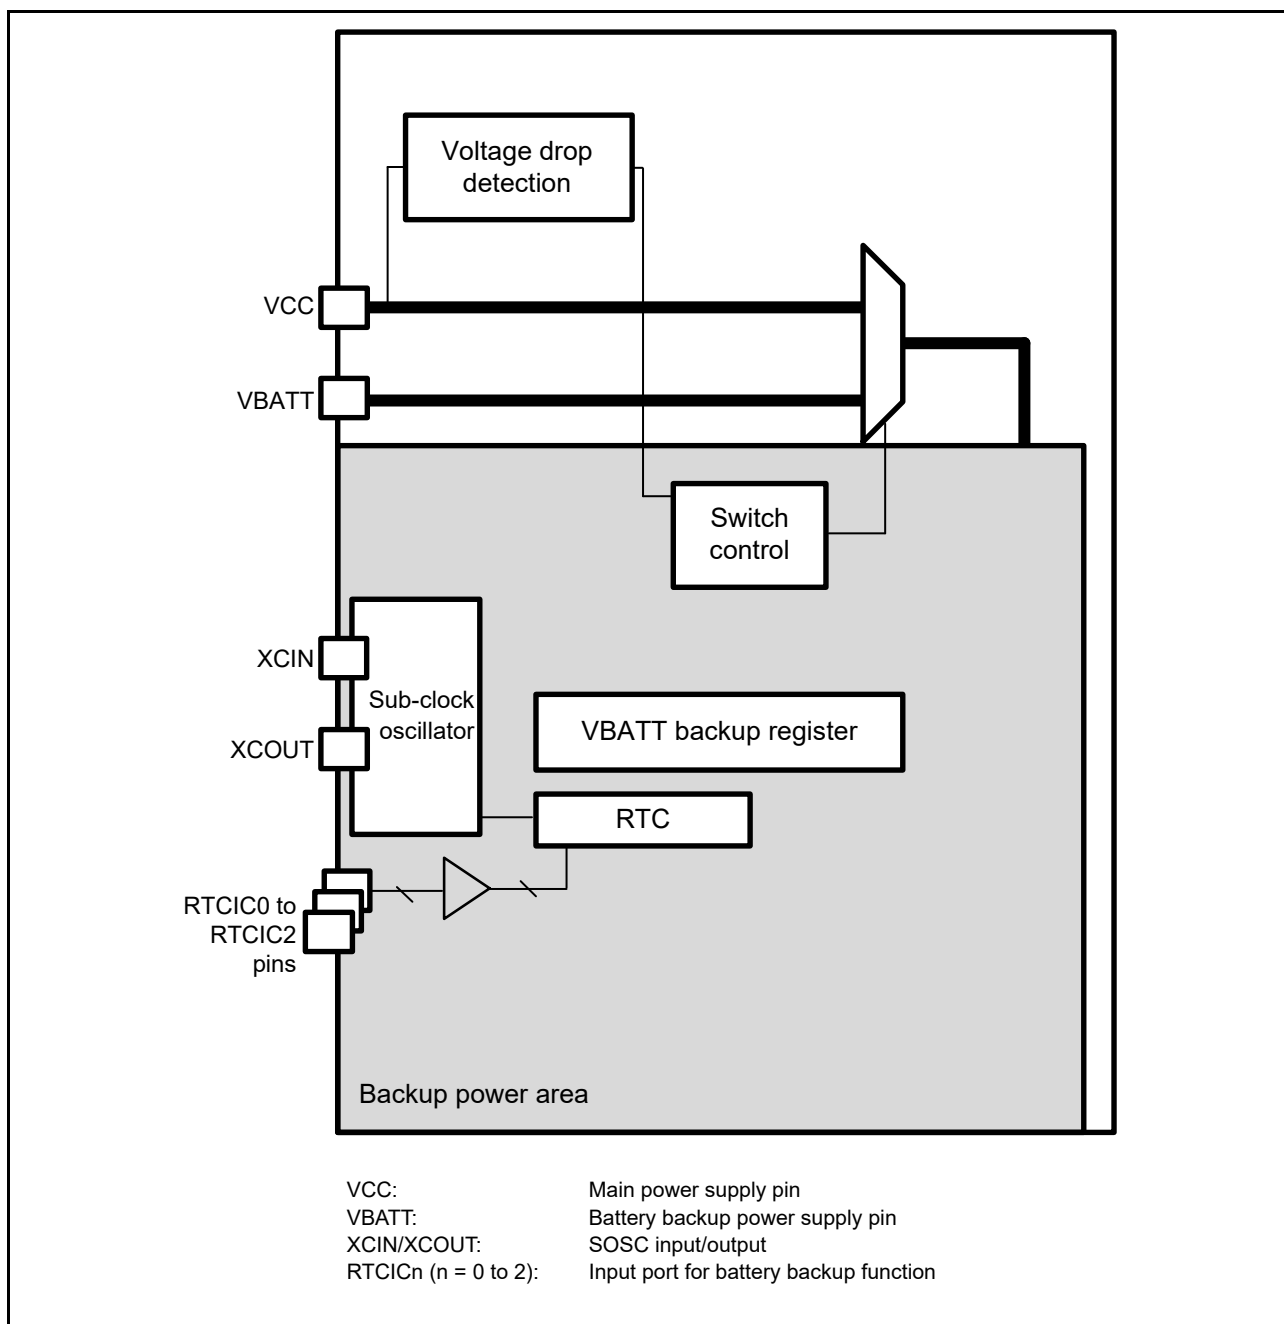 Voltage drop
detection
VCC
VBATT
Switch
control
XCIN
Sub-clock
oscillator
XCOUT
VBATT backup register
RTC
RTCIC0 to
RTCIC2
pins
Backup power area
VCC: Main power supply pin
VBATT: Battery backup power supply pin
XCIN/XCOUT: SOSC input/output
RTCICn (n = 0 to 2): Input port for battery backup function